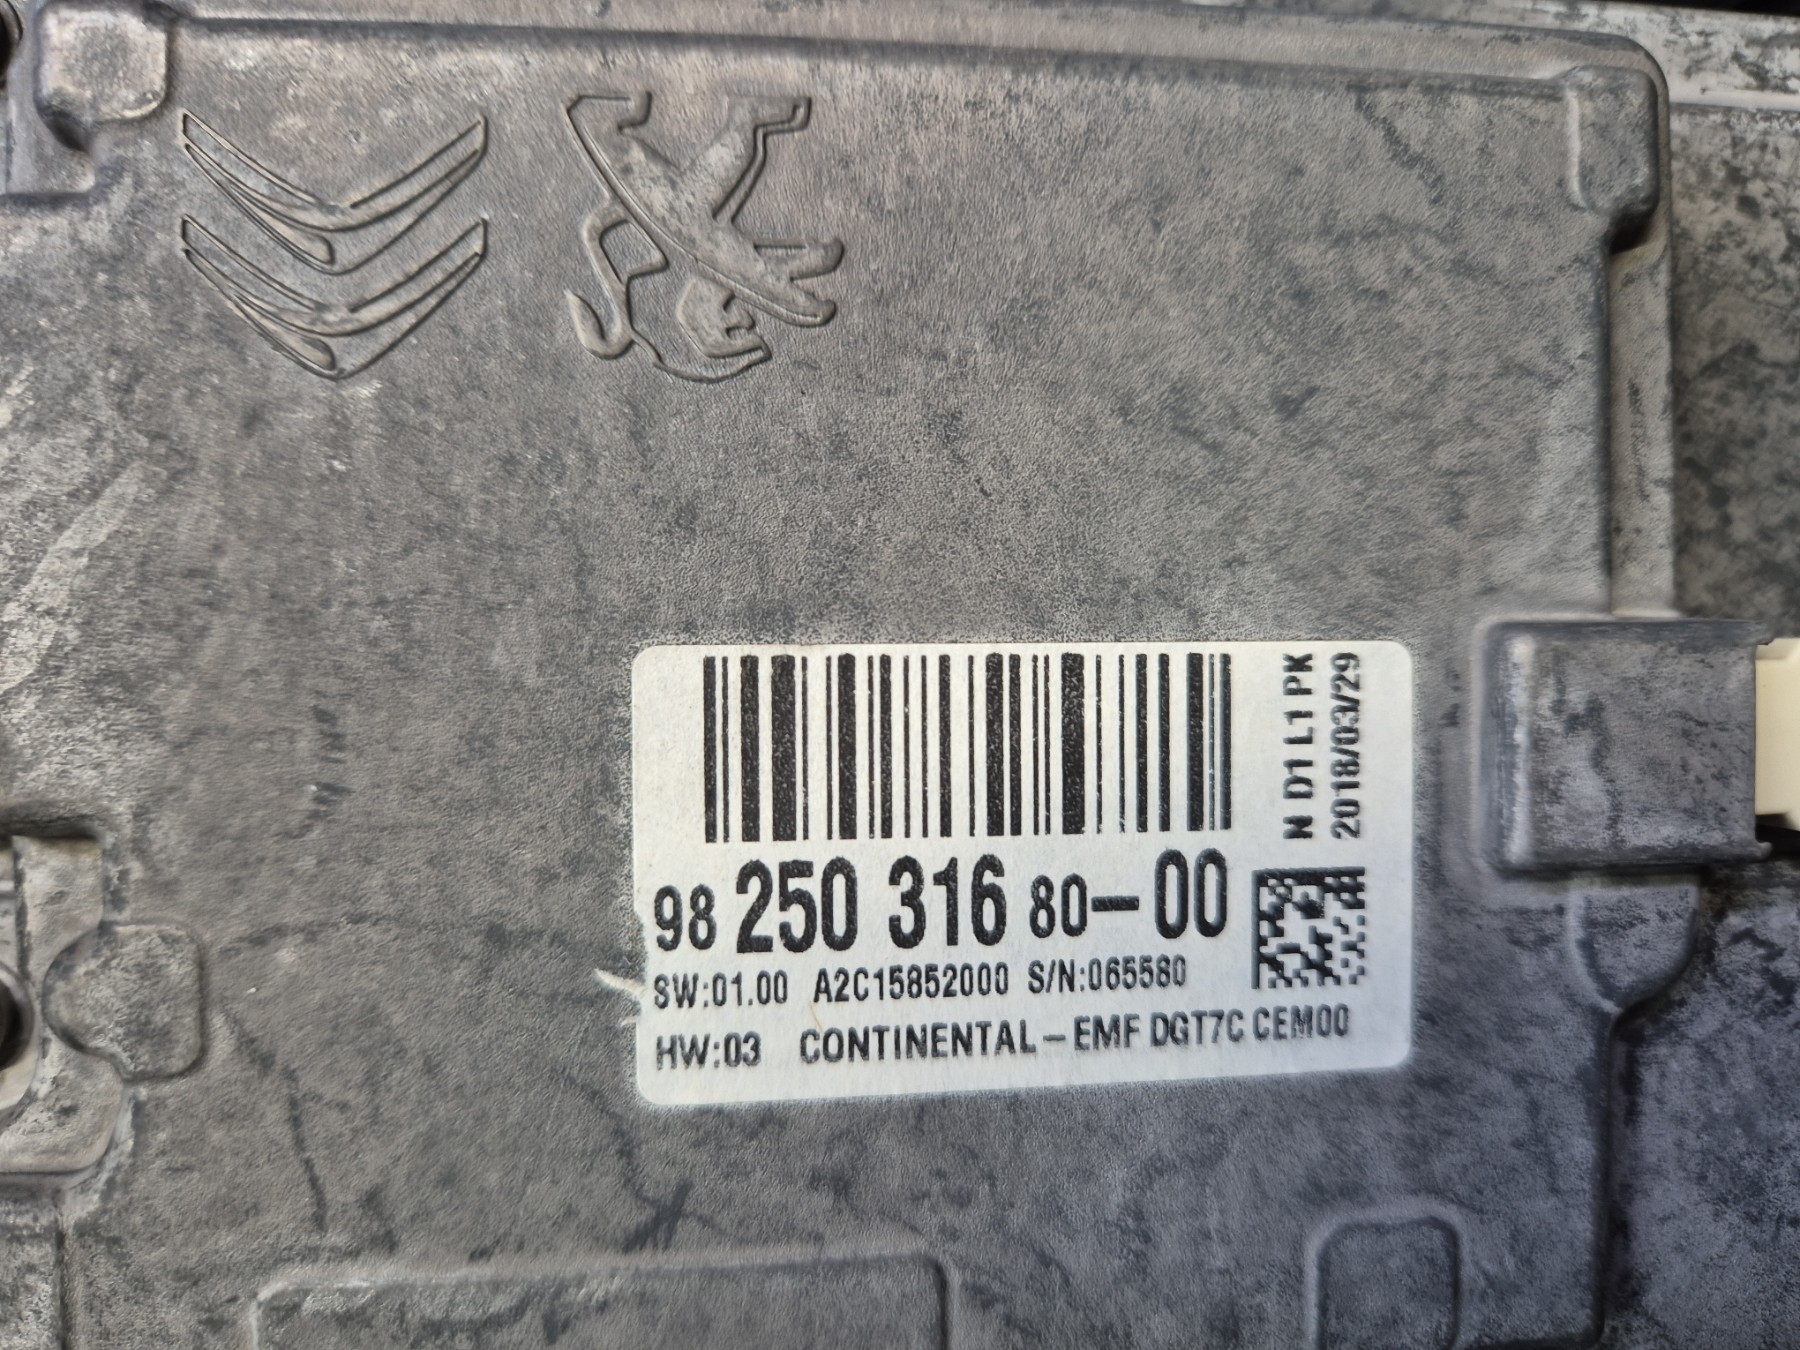 N D1 L1 PK
2018/03/29
98 250 316 80-00
SW:01.00 A2C15852000 S/N:065580
HW:03 CONTINENTAL-EMF DGT7C CEM00